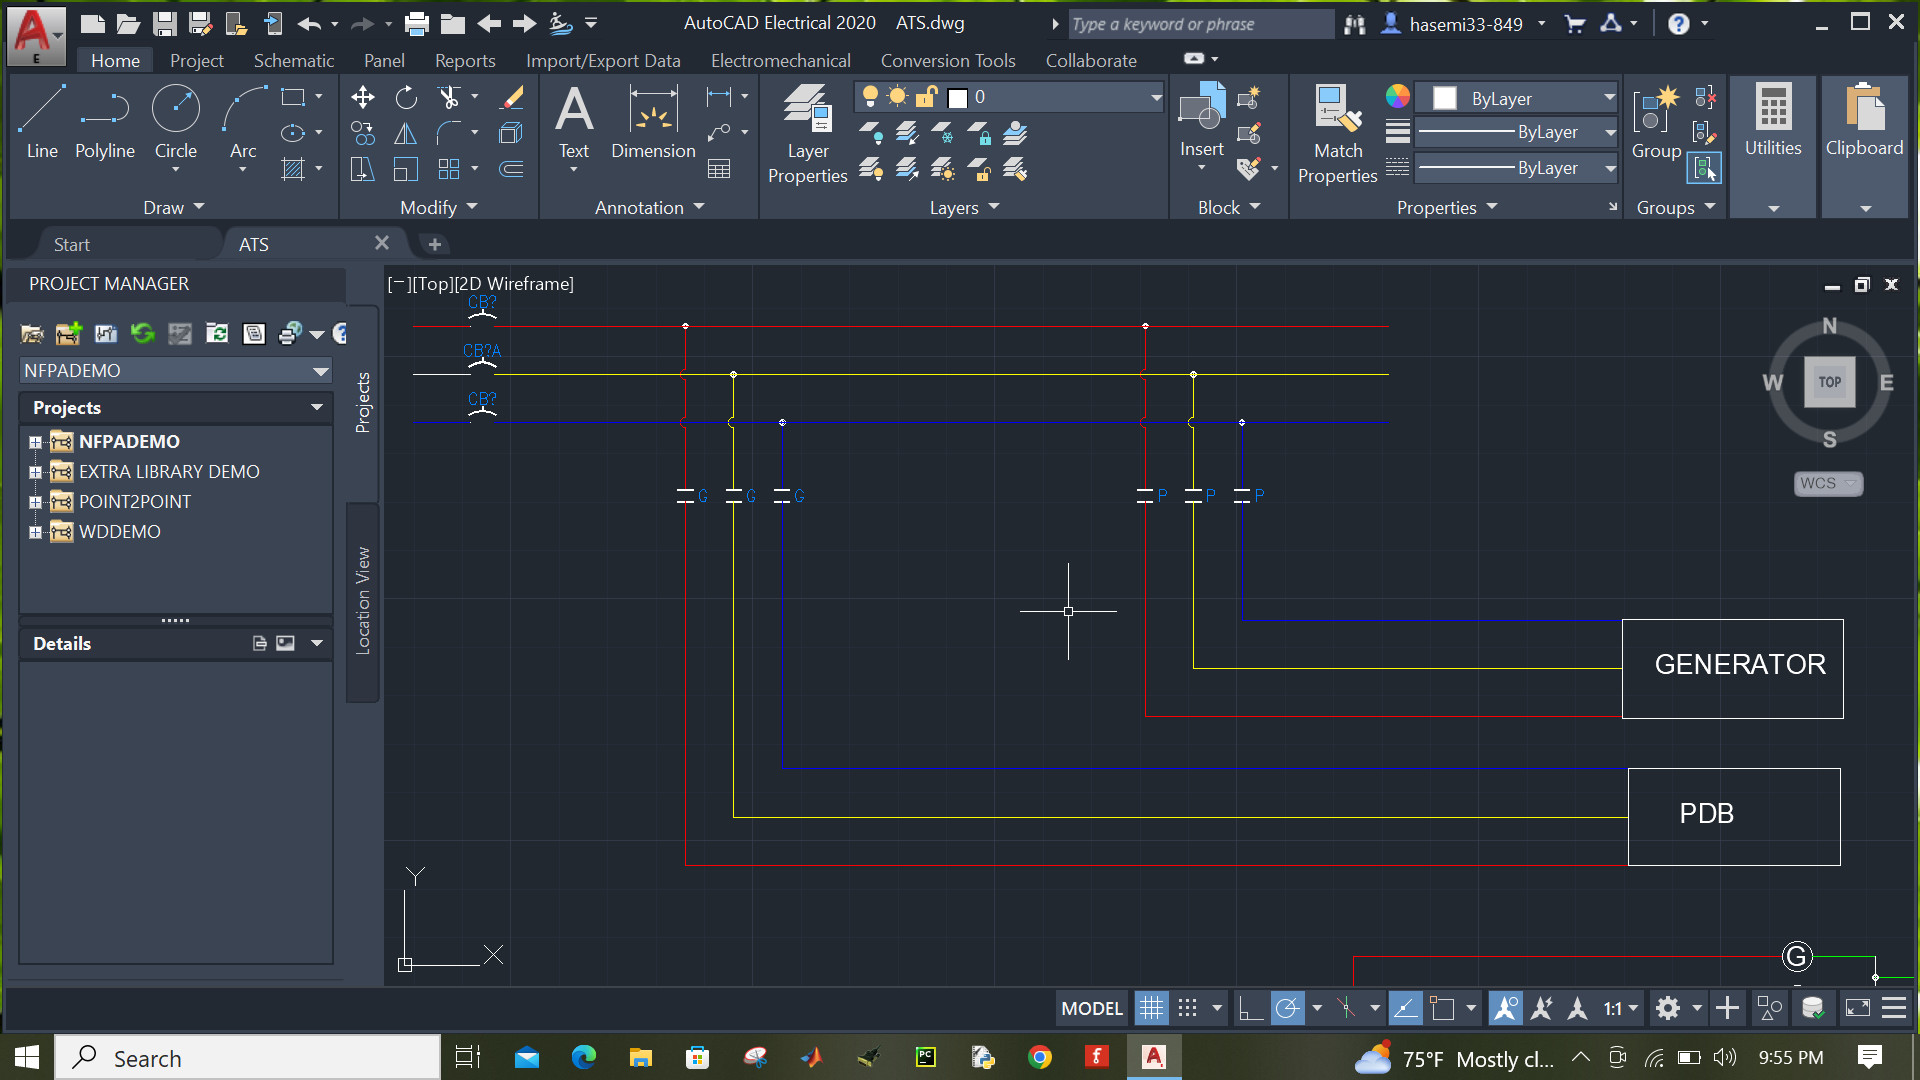 AutoCAD Electrical 2020 ATS.dwg
Type a keyword or phrase
hasemi33-849
E
Home Project Schematic Panel Reports Import/Export Data Electromechanical Conversion Tools Collaborate
Line Polyline Circle Arc
Draw
Modify
Text Dimension
Annotation
Layer Properties
0
Layers
Insert
Block
Match Properties
ByLayer
ByLayer
ByLayer
Properties
Group
Groups
Utilities
Clipboard
Start ATS
PROJECT MANAGER
NFPADEMO
Projects
NFPADEMO
EXTRA LIBRARY DEMO
POINT2POINT
WDDEMO
Details
Projects
Location View
[−][Top][2D Wireframe]
CB?
CB?A
CB?
G G G P P P
GENERATOR
PDB
G
Y
X
N
W TOP E
S
WCS
MODEL 1:1
Search
PC
75°F Mostly cl...
9:55 PM